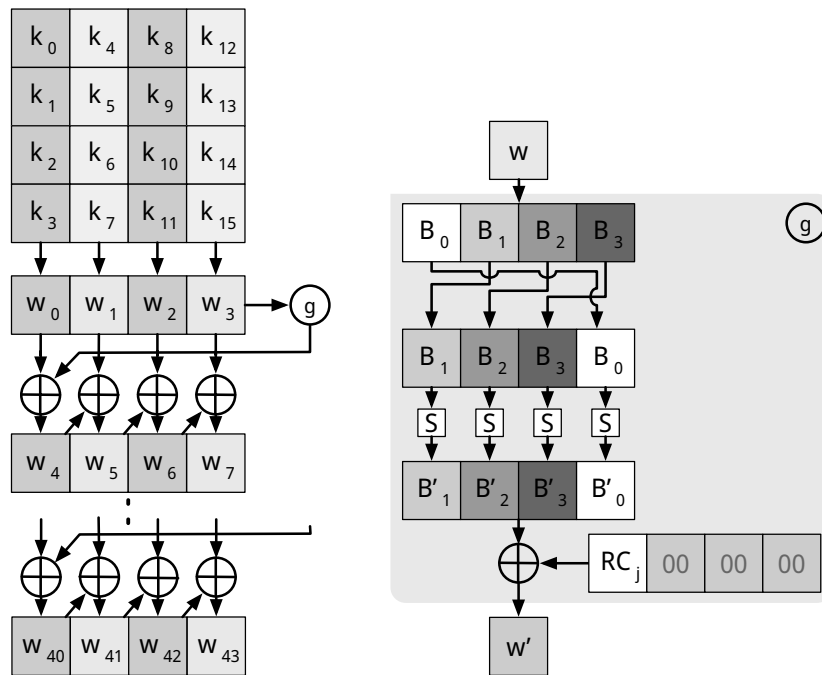 k0 k4 k8 k12
k1 k5 k9 k13
k2 k6 k10 k14
k3 k7 k11 k15
w0 w1 w2 w3 g
w4 w5 w6 w7
w40 w41 w42 w43
w
g
B0 B1 B2 B3
B1 B2 B3 B0
S S S S
B'1 B'2 B'3 B'0
RCj 00 00 00
w'